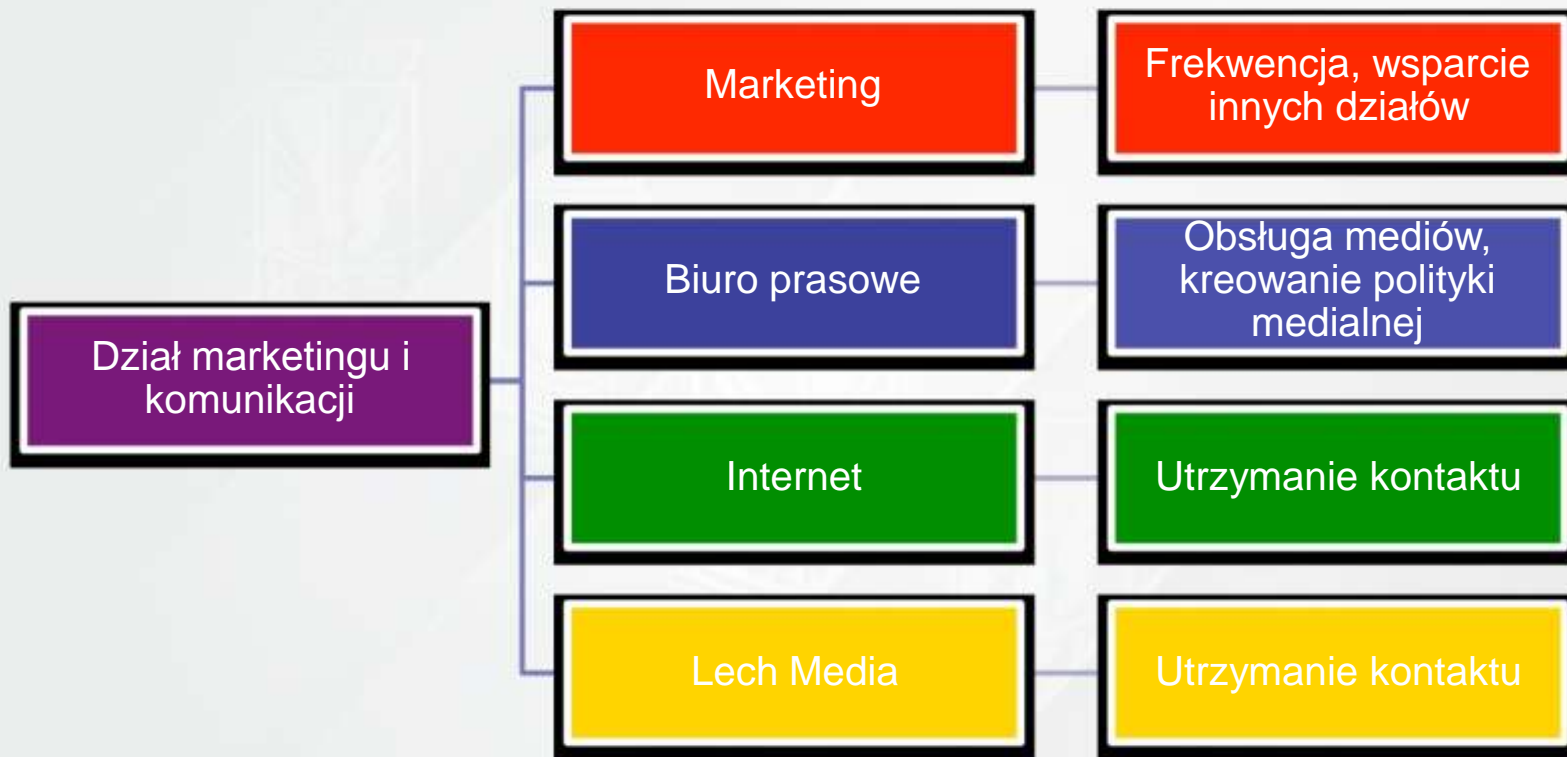 Marketing
Frekwencja, wsparcie
innych działów
Biuro prasowe
Obsługa mediów,
kreowanie polityki
medialnej
Dział marketingu i
komunikacji
Internet
Utrzymanie kontaktu
Lech Media
Utrzymanie kontaktu